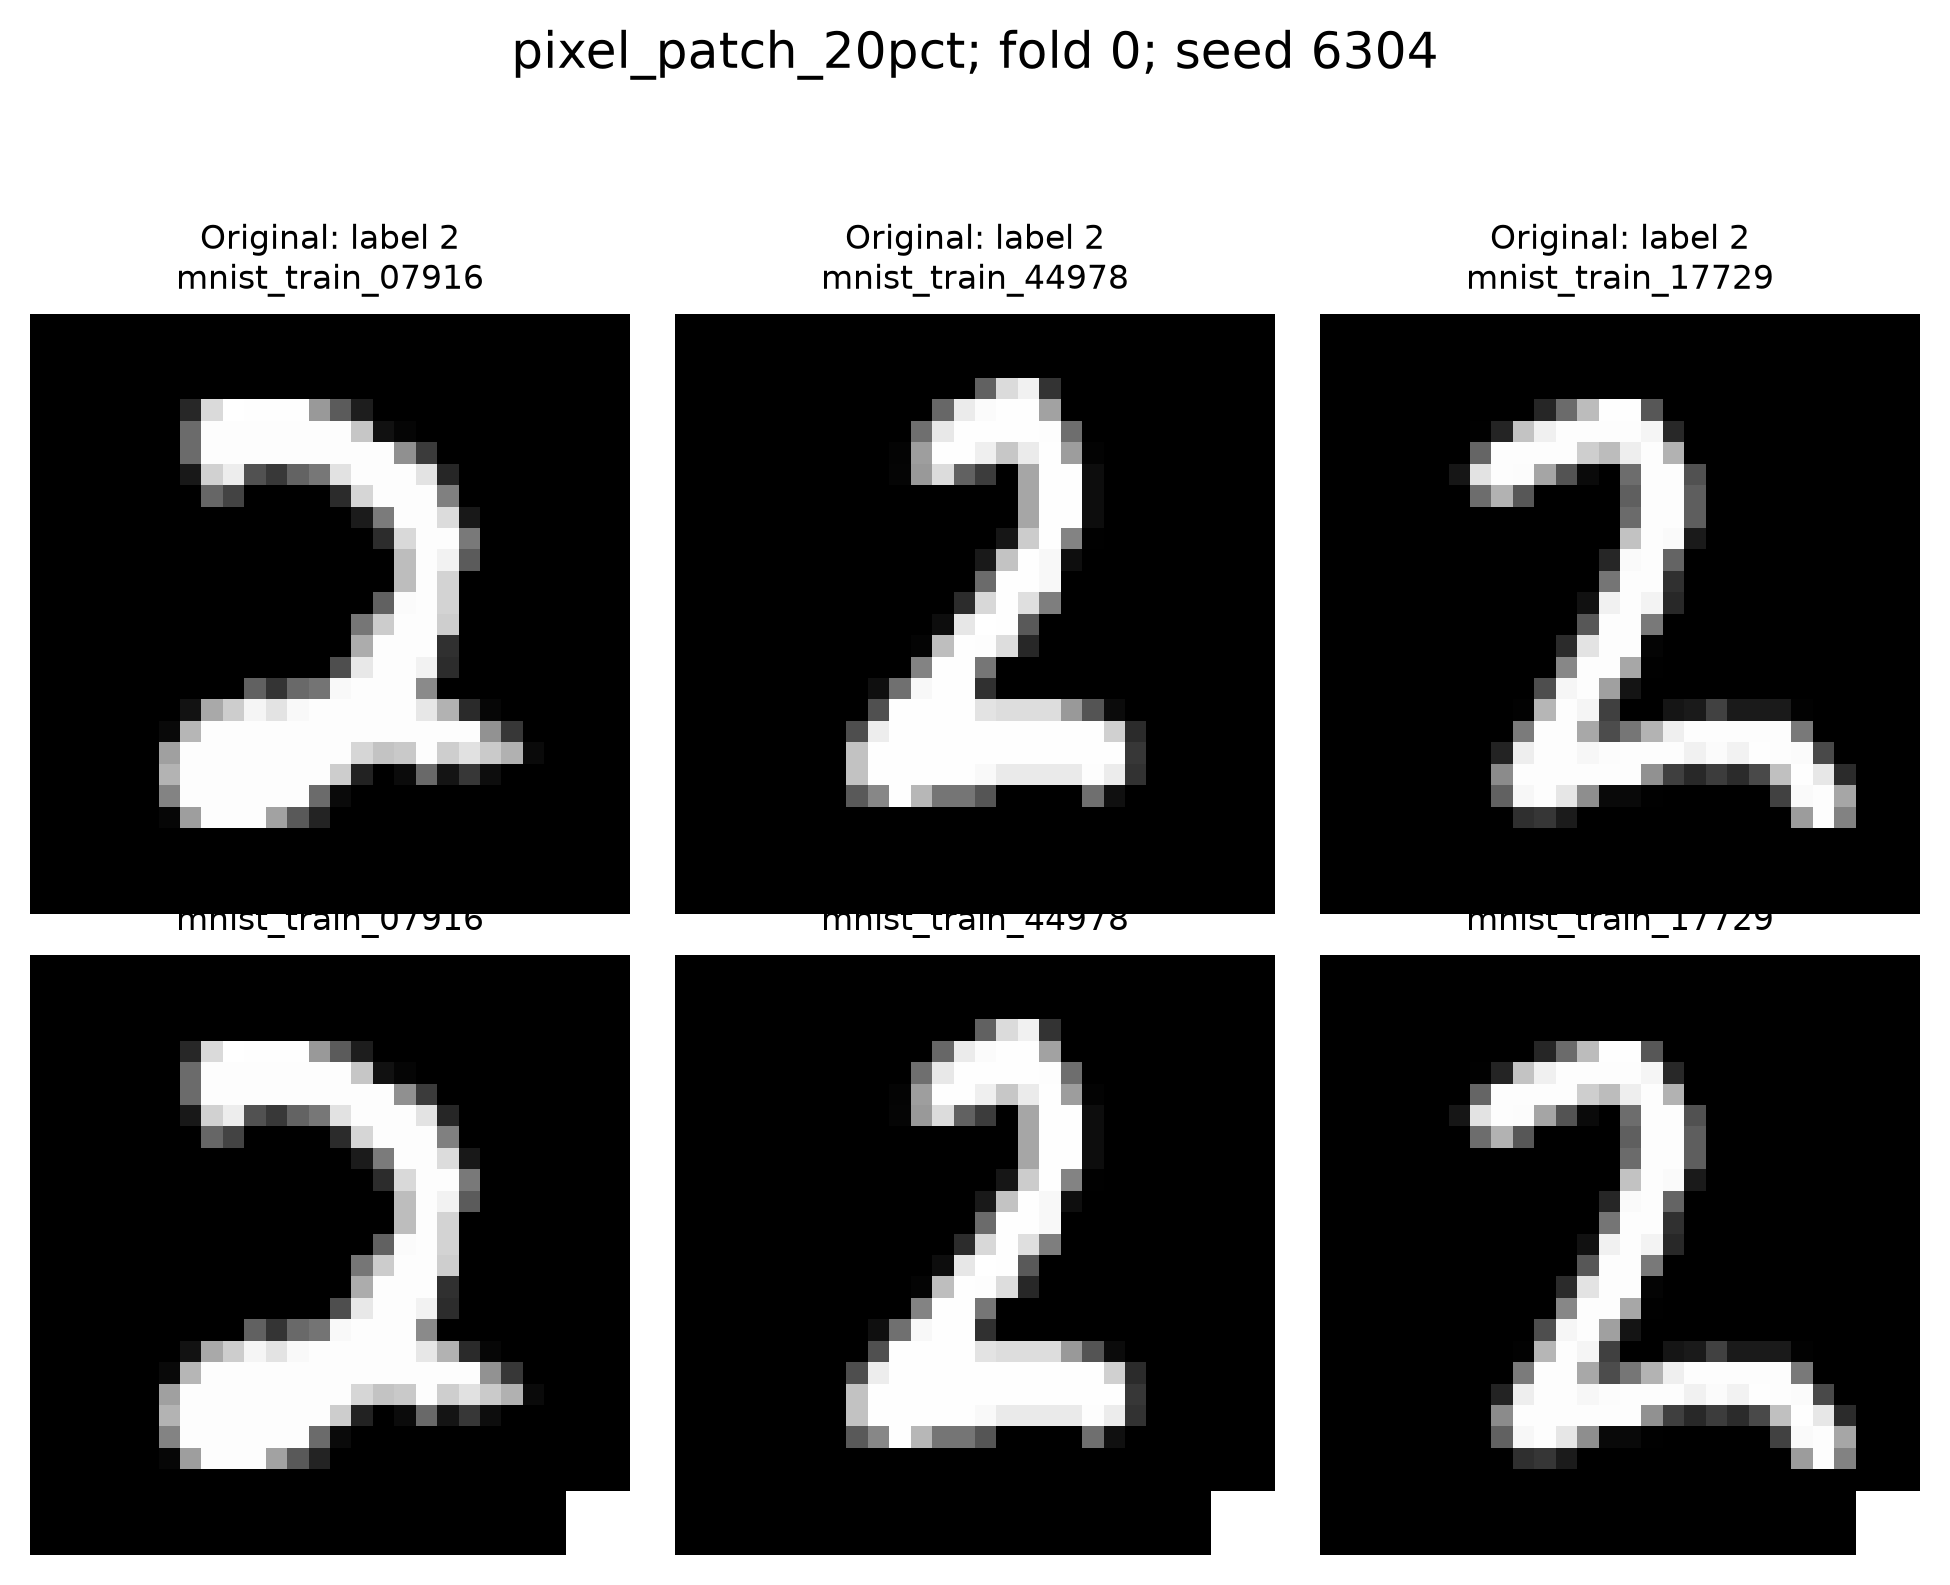 pixel_patch_20pct; fold 0; seed 6304
Original: label 2
mnist_train_07916
Original: label 2
mnist_train_44978
Original: label 2
mnist_train_17729
mnist_train_07916
mnist_train_44978
mnist_train_17729